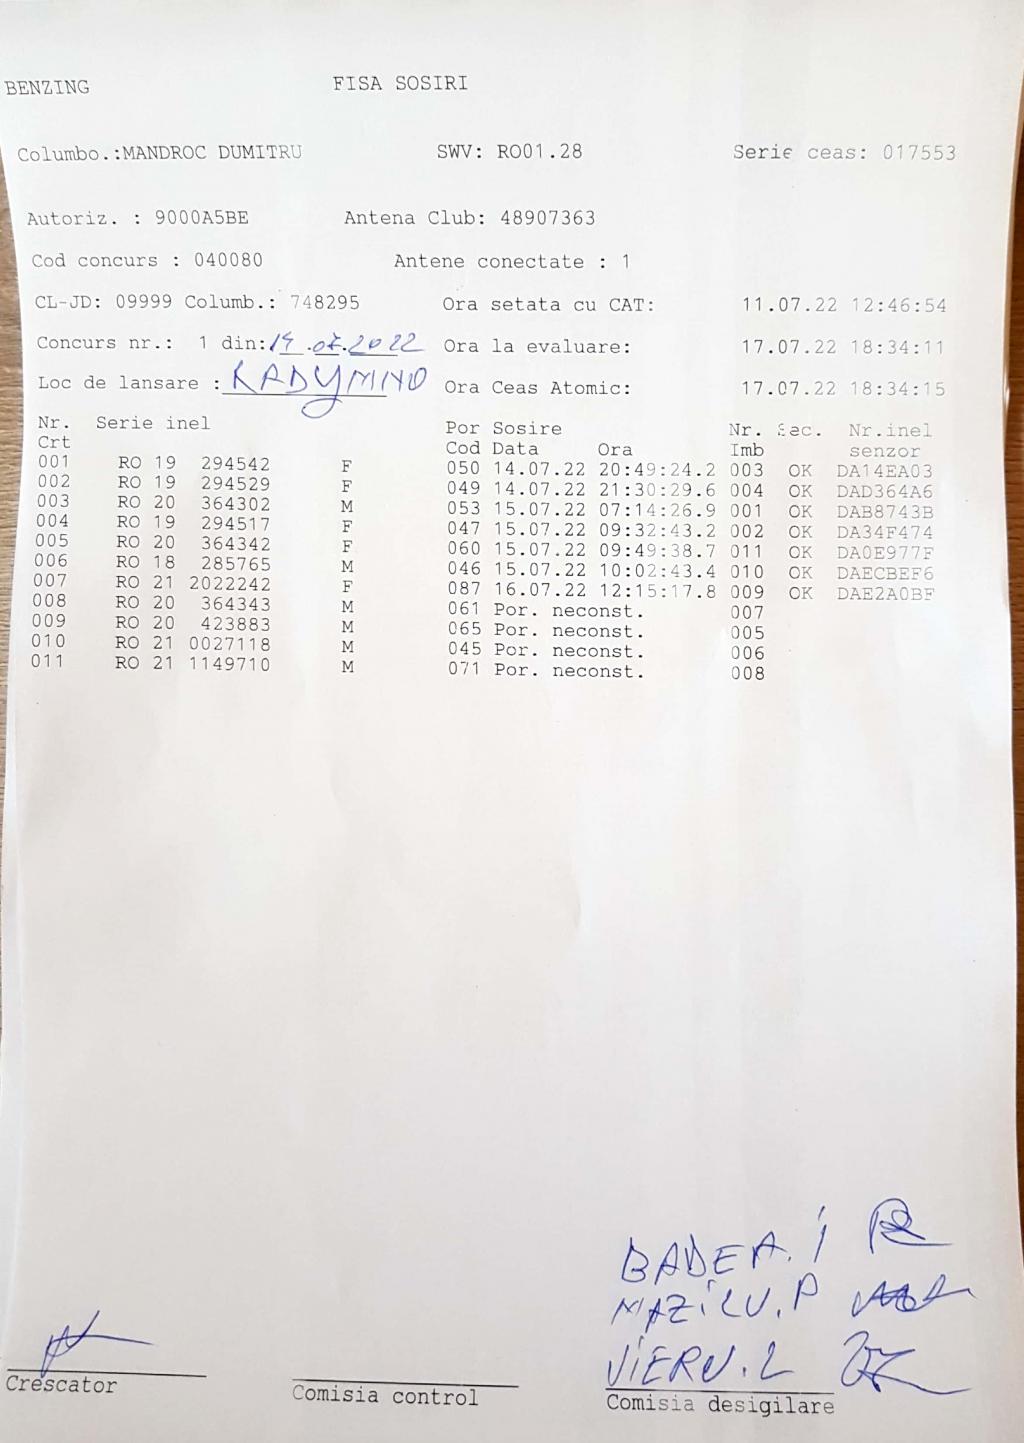 BENZING FISA SOSIRI
Columbo.:MANDROC DUMITRU SWV: RO01.28 Serie ceas: 017553
Autoriz. : 9000A5BE Antena Club: 48907363
Cod concurs : 040080 Antene conectate : 1
CL-JD: 09999 Columb.: 748295 Ora setata cu CAT: 11.07.22 12:46:54
Concurs nr.: 1 din: 14.07.2022 Ora la evaluare: 17.07.22 18:34:11
Loc de lansare : RADYMNO Ora Ceas Atomic: 17.07.22 18:34:15
Nr. Serie inel Por Sosire Nr. Sec. Nr.inel
Crt Cod Data Ora Imb senzor
001 RO 19 294542 F 050 14.07.22 20:49:24.2 003 OK DA14EA03
002 RO 19 294529 F 049 14.07.22 21:30:29.6 004 OK DAD364A6
003 RO 20 364302 M 053 15.07.22 07:14:26.9 001 OK DAB8743B
004 RO 19 294517 F 047 15.07.22 09:32:43.2 002 OK DA34F474
005 RO 20 364342 F 060 15.07.22 09:49:38.7 011 OK DA0E977F
006 RO 18 285765 M 046 15.07.22 10:02:43.4 010 OK DAECBEF6
007 RO 21 2022242 F 087 16.07.22 12:15:17.8 009 OK DAE2A0BF
008 RO 20 364343 M 061 Por. neconst. 007
009 RO 20 423883 M 065 Por. neconst. 005
010 RO 21 0027118 M 045 Por. neconst. 006
011 RO 21 1149710 M 071 Por. neconst. 008
BADEA. I
MAZILU. P
VIERU. L
Crescator Comisia control Comisia desigilare